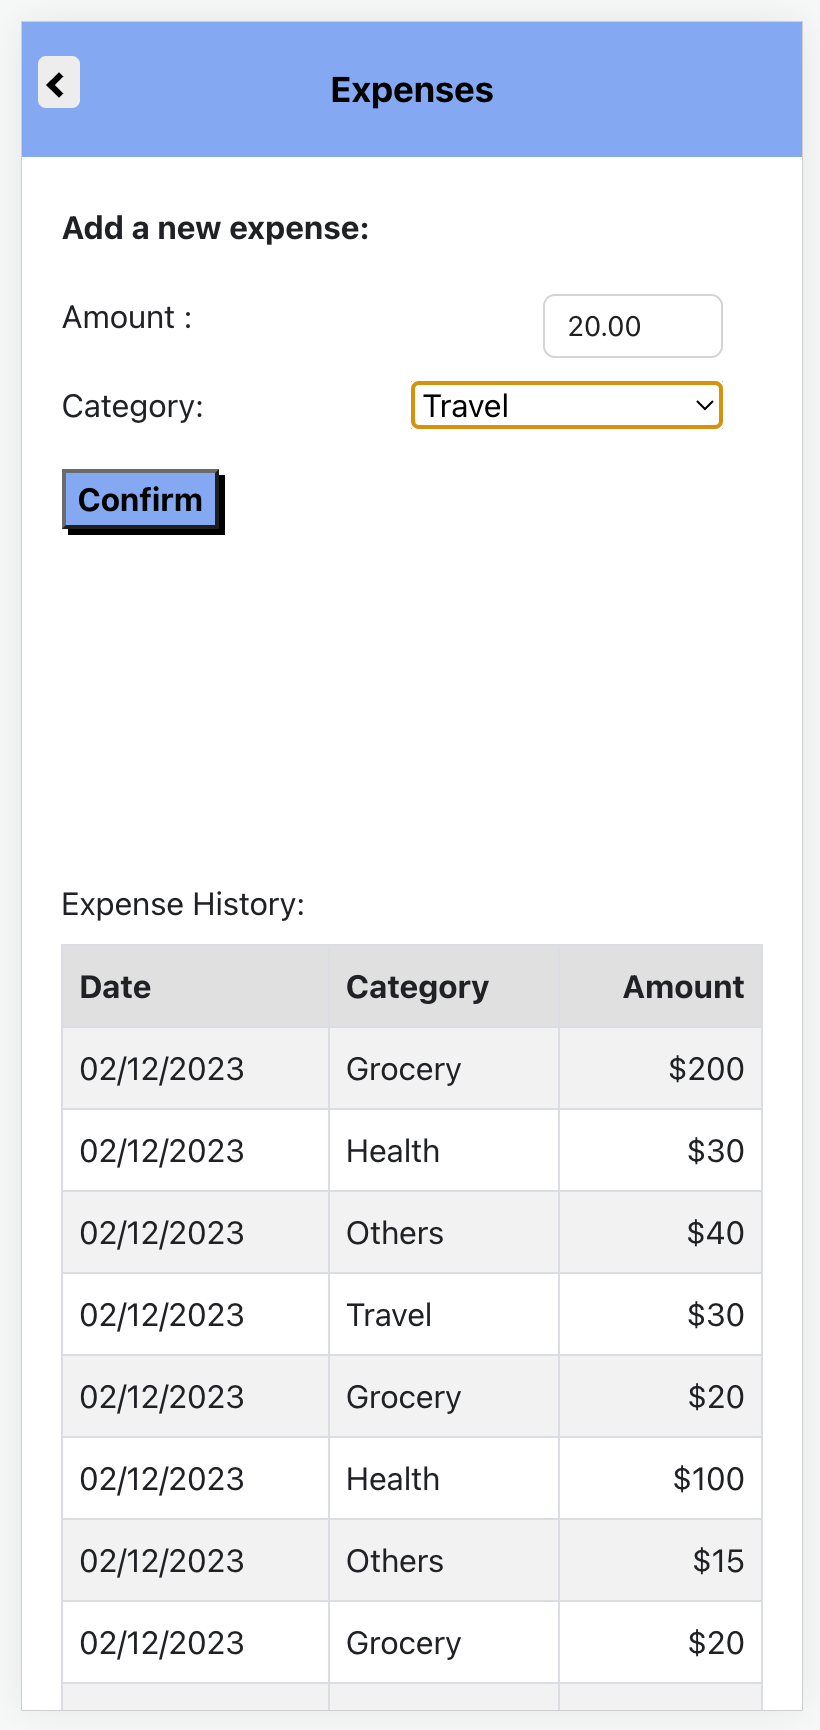 Expenses
Add a new expense:
Amount : 20.00
Category: Travel
Confirm
Expense History:
Date Category Amount
02/12/2023 Grocery $200
02/12/2023 Health $30
02/12/2023 Others $40
02/12/2023 Travel $30
02/12/2023 Grocery $20
02/12/2023 Health $100
02/12/2023 Others $15
02/12/2023 Grocery $20